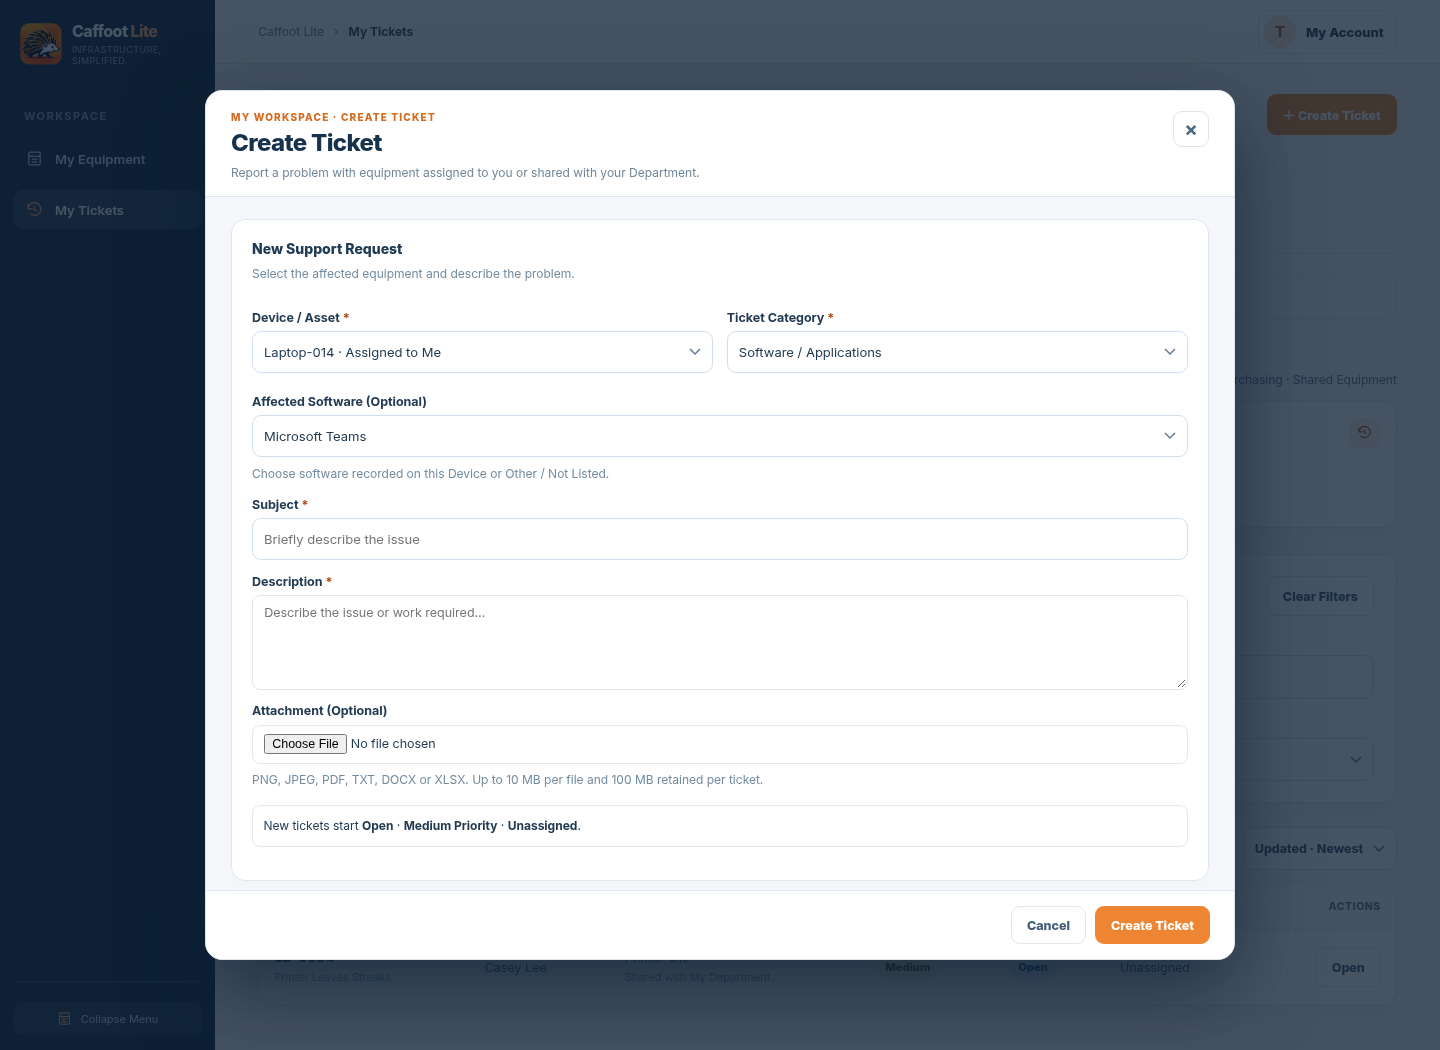 Caffoot Lite
INFRASTRUCTURE,
SIMPLIFIED.
Caffoot Lite › My Tickets
T My Account
WORKSPACE
My Equipment
My Tickets
+ Create Ticket
MY WORKSPACE · CREATE TICKET
Create Ticket
Report a problem with equipment assigned to you or shared with your Department.
×
New Support Request
Select the affected equipment and describe the problem.
Device / Asset *
Laptop-014 · Assigned to Me
Ticket Category *
Software / Applications
Affected Software (Optional)
Microsoft Teams
Choose software recorded on this Device or Other / Not Listed.
Subject *
Briefly describe the issue
Description *
Describe the issue or work required...
Attachment (Optional)
Choose File No file chosen
PNG, JPEG, PDF, TXT, DOCX or XLSX. Up to 10 MB per file and 100 MB retained per ticket.
New tickets start Open · Medium Priority · Unassigned.
Cancel
Create Ticket
· Shared Equipment
Clear Filters
Updated · Newest
ACTIONS
Printer Leaves Streaks
Casey Lee
Shared with My Department
Medium
Open
Unassigned
Open
Collapse Menu